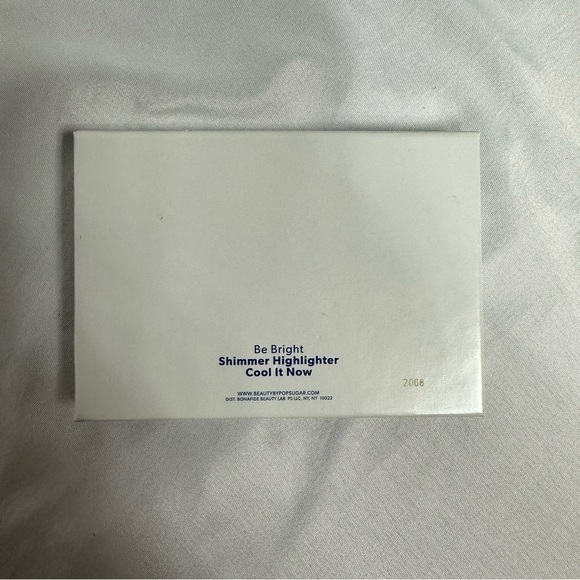 Be Bright
Shimmer Highlighter
Cool It Now
WWW.BEAUTYBYPOPSUGAR.COM
DIST. BONAFIDE BEAUTY LAB PS LLC, NY, NY 10022
2008